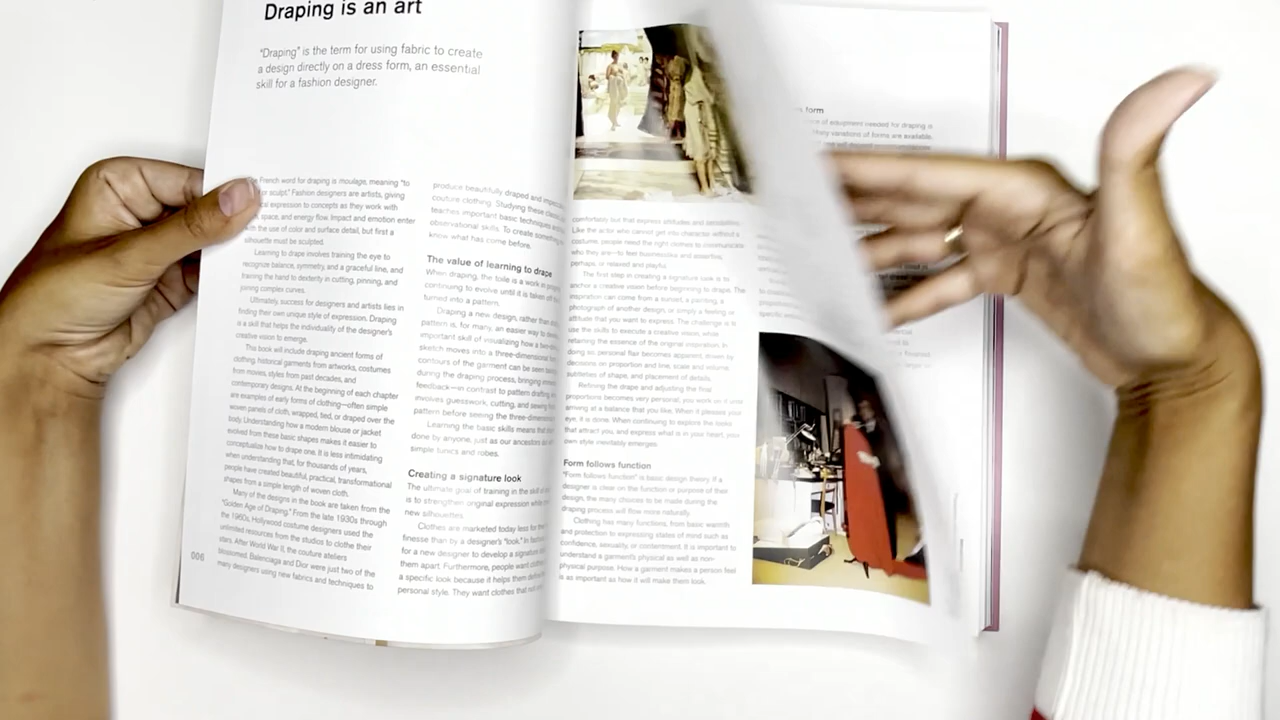 Draping is an art
"Draping" is the term for using fabric to create
a design directly on a dress form, an essential
skill for a fashion designer.
French word for draping is moulage, meaning "to
or sculpt." Fashion designers are artists, giving
expression to concepts as they work with
space, and energy flow. Impact and emotion enter
the use of color and surface detail, but first a
silhouette must be sculpted.
Learning to drape involves training the eye to
recognize balance, symmetry, and a graceful line, and
training the hand to dexterity in cutting, pinning, and
joining complex curves.
Ultimately, success for designers and artists lies in
finding their own unique style of expression. Draping
is a skill that helps the individuality of the designer's
creative vision to emerge.
This book will include draping ancient forms of
clothing, historical garments from artworks, costumes
from movies, styles from past decades, and
contemporary designs. At the beginning of each chapter
are examples of early forms of clothing—often simple
woven panels of cloth, wrapped, tied, or draped over the
body. Understanding how a modern blouse or jacket
evolved from these basic shapes makes it easier to
conceptualize how to drape one. It is less intimidating
when understanding that, for thousands of years,
people have created beautiful, practical, transformational
shapes from a simple length of woven cloth.
Many of the designs in the book are taken from the
"Golden Age of Draping." From the late 1930s through
the 1960s, Hollywood costume designers used the
unlimited resources from the studios to clothe their
stars. After World War II, the couture ateliers
blossomed. Balenciaga and Dior were just two of the
many designers using new fabrics and techniques to
006
produce beautifully draped and
couture clothing. Studying these
teaches important basic techniques
observational skills. To create something
know what has come before.
The value of learning to drape
When draping, the toile is a work in
continuing to evolve until it is taken
turned into a pattern.
Draping a new design, rather than
pattern is, for many, an easier way to
important skill of visualizing how a
sketch moves into a three-dimensional
contours of the garment can be seen
during the draping process, bringing
feedback—in contrast to pattern
involves guesswork, cutting, and sewing
pattern before seeing the three-dimensional
Learning the basic skills means that
done by anyone, just as our ancestors
simple tunics and robes.
Creating a signature look
The ultimate goal of training in the skill of
is to strengthen original expression while
new silhouettes.
Clothes are marketed today less for
finesse than by a designer's "look." In
for a new designer to develop a signature
them apart. Furthermore, people want
a specific look because it helps them
personal style. They want clothes that not
comfortably but that express attitudes and sensibilities.
Like the actor who cannot get into character without a
costume, people need the right clothes to communicate
who they are—to feel businesslike and assertive,
perhaps, or relaxed and playful.
The first step in creating a signature look is to
anchor a creative vision before beginning to drape. The
inspiration can come from a sunset, a painting, a
photograph of another design, or simply a feeling or
attitude that you want to express. The challenge is to
use the skills to execute a creative vision, while
retaining the essence of the original inspiration. In
doing so, personal flair becomes apparent, driven by
decisions on proportion and line, scale and volume,
subtleties of shape, and placement of details.
Refining the drape and adjusting the final
proportions becomes very personal; you work on it until
arriving at a balance that you like. When it pleases your
eye, it is done. When continuing to explore the looks
that attract you, and express what is in your heart, your
own style inevitably emerges.
Form follows function
"Form follows function" is basic design theory. If a
designer is clear on the function or purpose of their
design, the many choices to be made during the
draping process will flow more naturally.
Clothing has many functions, from basic warmth
and protection to expressing states of mind such as
confidence, sexuality, or contentment. It is important to
understand a garment's physical as well as non-
physical purpose. How a garment makes a person feel
is as important as how it will make them look.
form
of equipment needed for draping is
Many variations of forms are available.